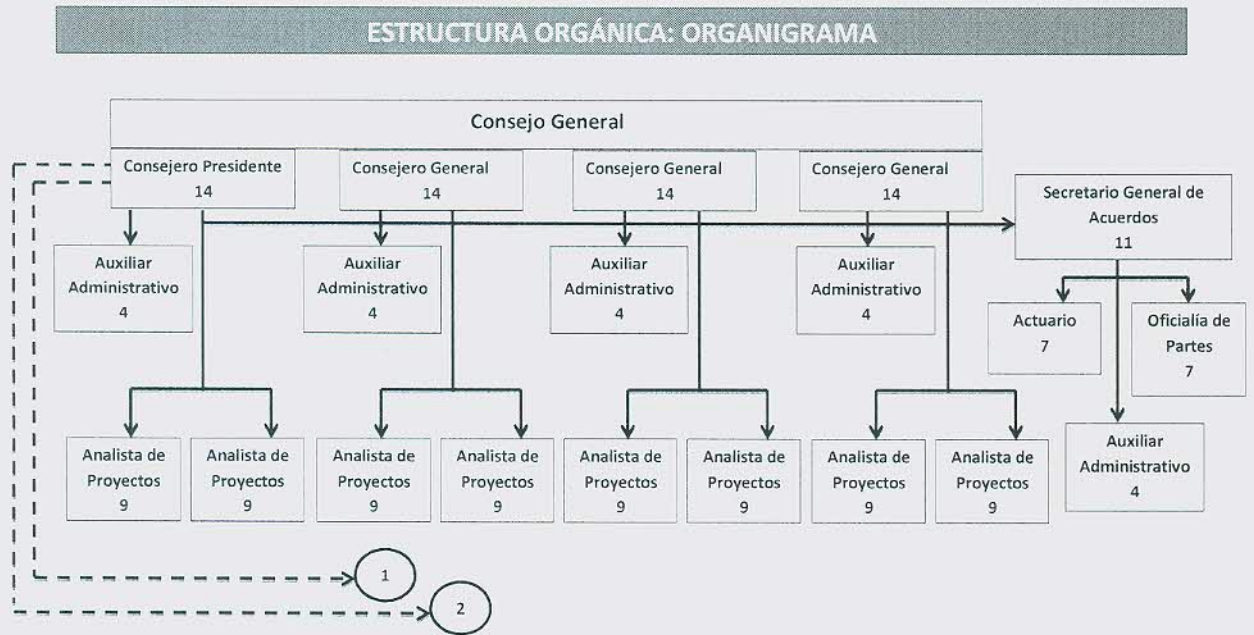 ESTRUCTURA ORGÁNICA: ORGANIGRAMA
Consejo General
Consejero Presidente
14
Consejero General
14
Consejero General
14
Consejero General
14
Secretario General de
Acuerdos
11
Auxiliar
Administrativo
4
Auxiliar
Administrativo
4
Auxiliar
Administrativo
4
Auxiliar
Administrativo
4
Actuario
7
Oficialía de
Partes
7
Analista de
Proyectos
9
Analista de
Proyectos
9
Analista de
Proyectos
9
Analista de
Proyectos
9
Analista de
Proyectos
9
Analista de
Proyectos
9
Analista de
Proyectos
9
Analista de
Proyectos
9
Auxiliar
Administrativo
4
1
2